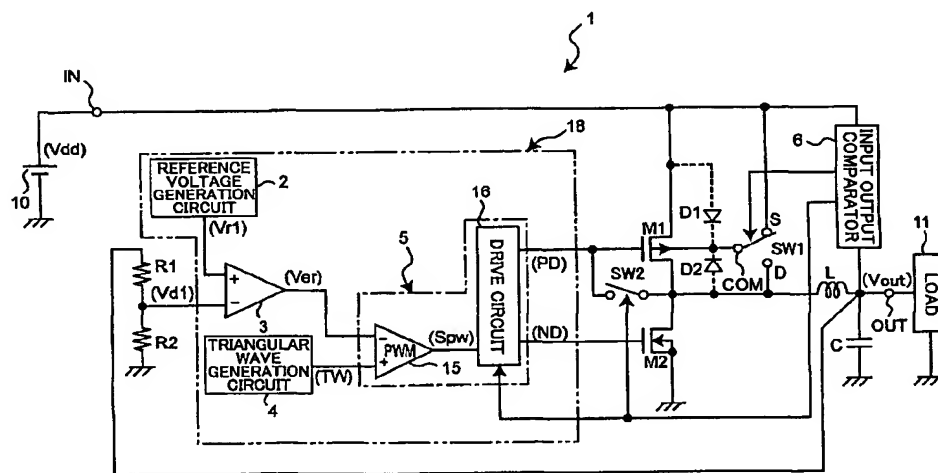 1
IN
(Vdd)
10
18
REFERENCE
VOLTAGE
GENERATION
CIRCUIT
2
(Vr1)
R1
(Vd1)
R2
+
−
3
(Ver)
TRIANGULAR
WAVE
GENERATION
CIRCUIT
4
(TW)
5
−
+
PWM
15
(Spw)
16
DRIVE CIRCUIT
(PD)
(ND)
SW2
M1
M2
D1
D2
COM
S
SW1
D
6
INPUT OUTPUT
COMPARATOR
L
(Vout)
OUT
C
11
LOAD